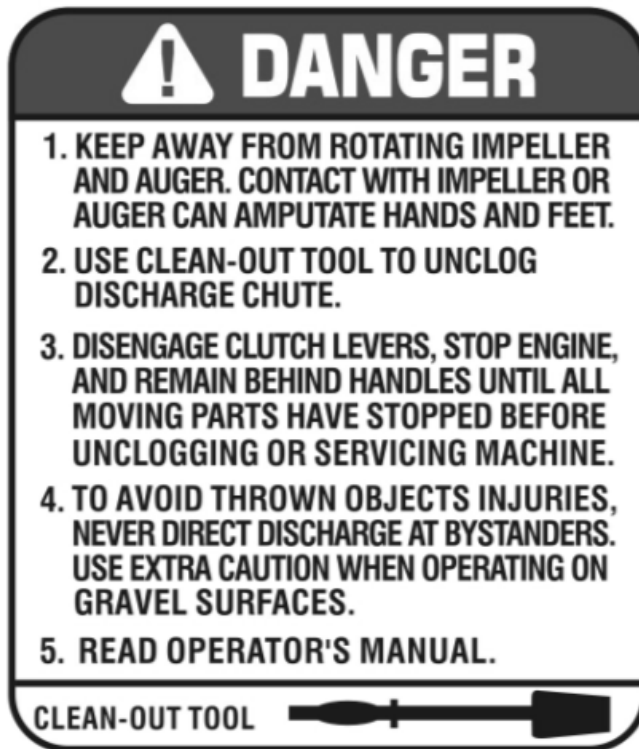 DANGER
1. KEEP AWAY FROM ROTATING IMPELLER
AND AUGER. CONTACT WITH IMPELLER OR
AUGER CAN AMPUTATE HANDS AND FEET.
2. USE CLEAN-OUT TOOL TO UNCLOG
DISCHARGE CHUTE.
3. DISENGAGE CLUTCH LEVERS, STOP ENGINE,
AND REMAIN BEHIND HANDLES UNTIL ALL
MOVING PARTS HAVE STOPPED BEFORE
UNCLOGGING OR SERVICING MACHINE.
4. TO AVOID THROWN OBJECTS INJURIES,
NEVER DIRECT DISCHARGE AT BYSTANDERS.
USE EXTRA CAUTION WHEN OPERATING ON
GRAVEL SURFACES.
5. READ OPERATOR'S MANUAL.
CLEAN-OUT TOOL